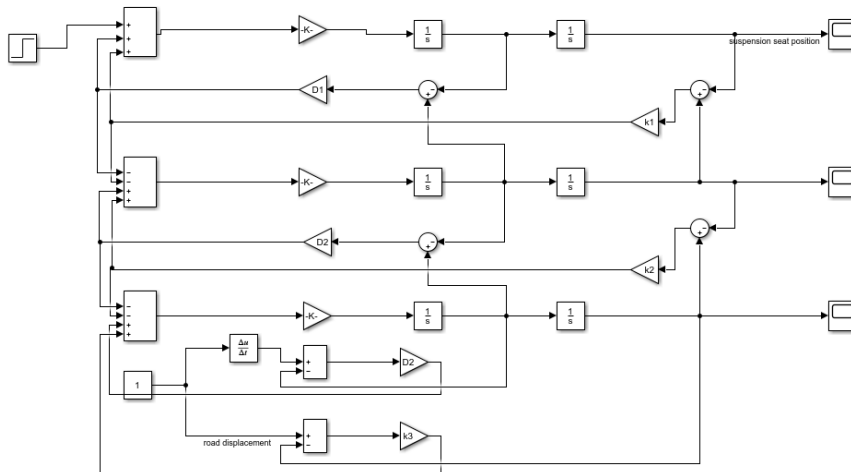 -K-
1
s
1
s
suspension seat position
D1
k1
-K-
1
s
1
s
D2
k2
-K-
1
s
1
s
Δu
Δt
D2
1
road displacement
k3